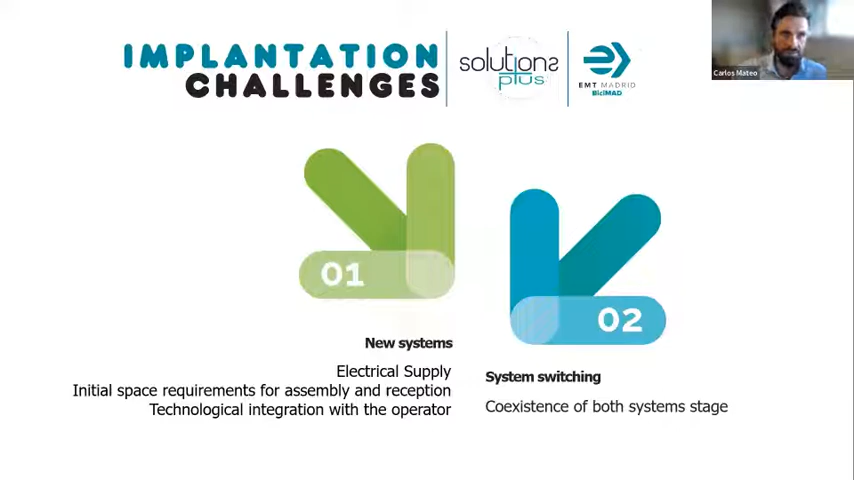 IMPLANTATION
CHALLENGES
solutions
plus
EMT MADRID
BiciMAD
Carlos Mateo
01
02
New systems
Electrical Supply
Initial space requirements for assembly and reception
Technological integration with the operator
System switching
Coexistence of both systems stage